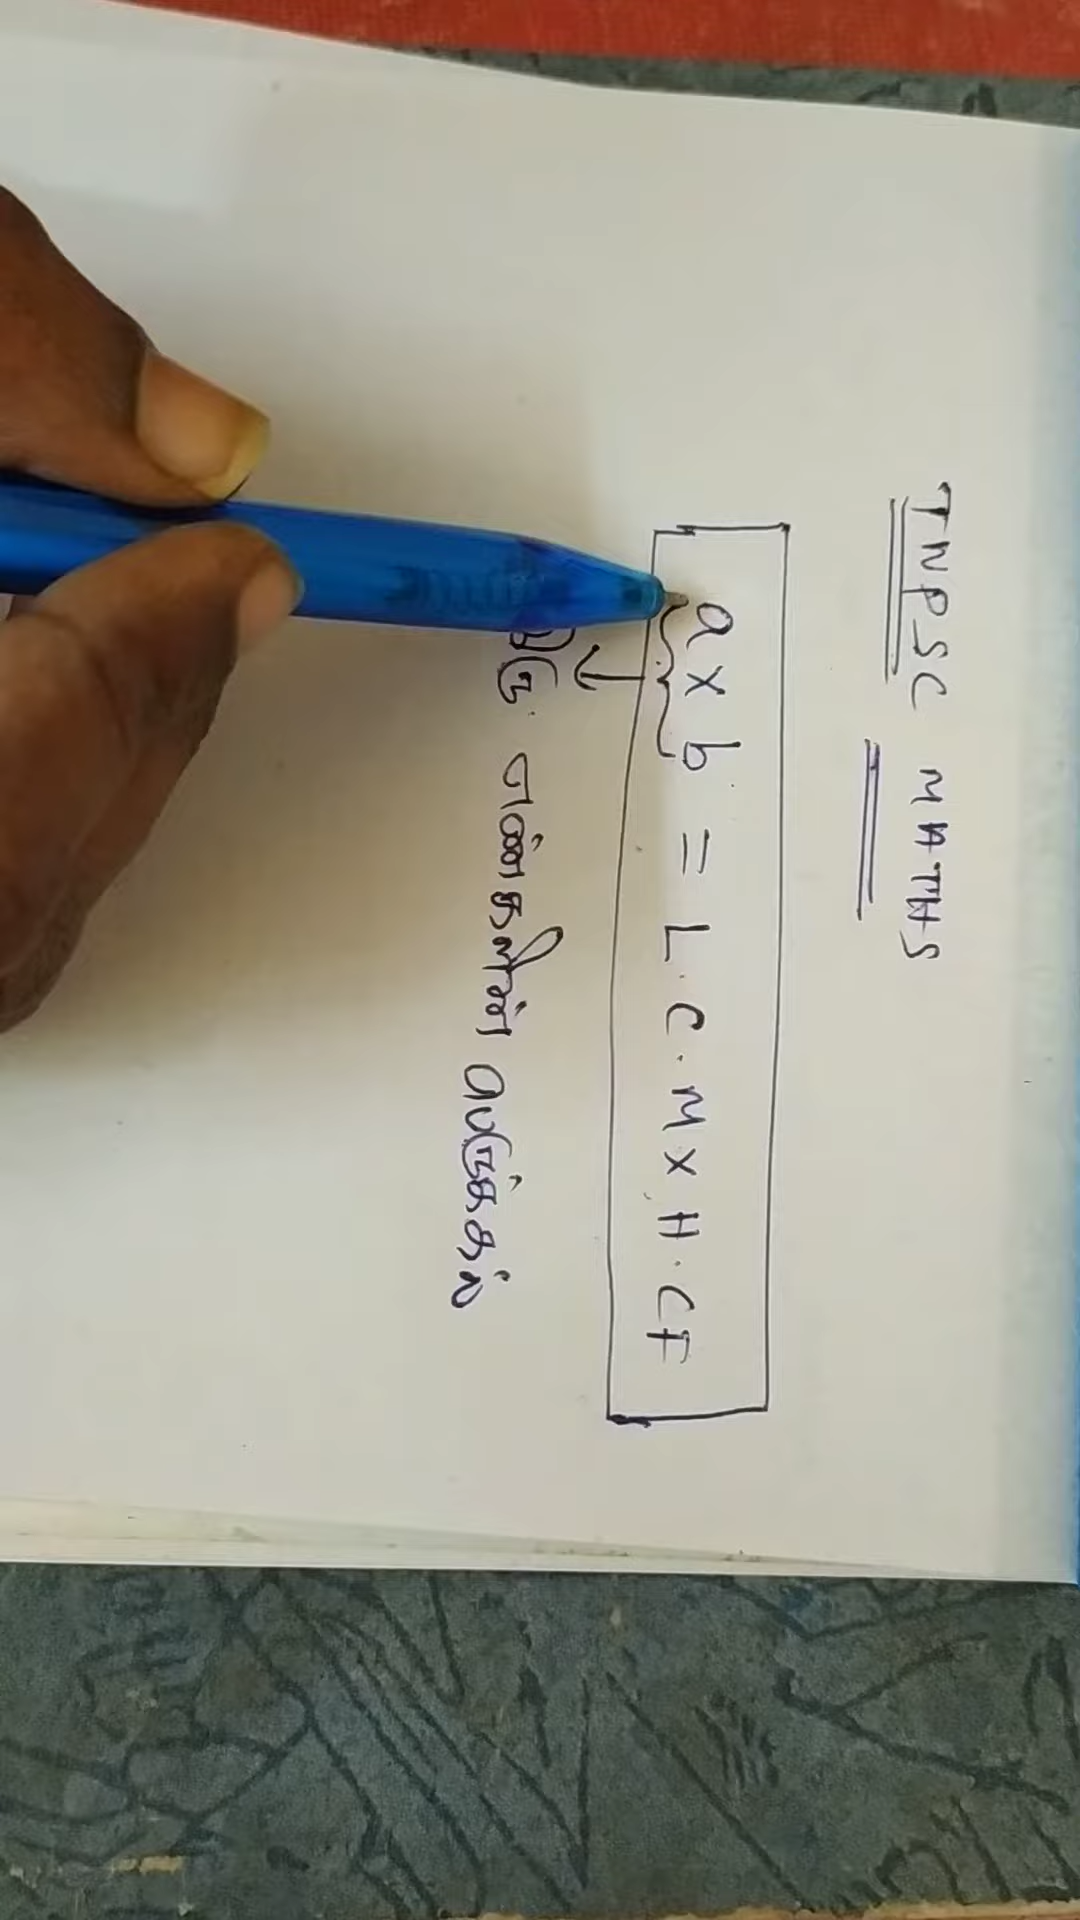 TNPSC MATHS
a x b = L.C.M x H.CF
இரு எண்களின் பெருக்கல்